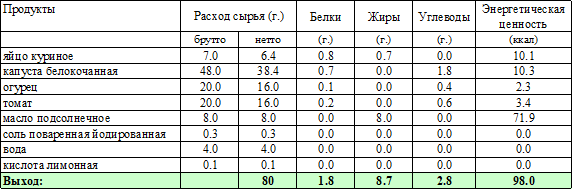 Продукты Расход сырья (г.) Белки Жиры Углеводы Энергетическая ценность
брутто нетто (г.) (г.) (г.) (ккал)
яйцо куриное 7.0 6.4 0.8 0.7 0.0 10.1
капуста белокочанная 48.0 38.4 0.7 0.0 1.8 10.3
огурец 20.0 16.0 0.1 0.0 0.4 2.3
томат 20.0 16.0 0.2 0.0 0.6 3.4
масло подсолнечное 8.0 8.0 0.0 8.0 0.0 71.9
соль поваренная йодированная 0.3 0.3 0.0 0.0 0.0 0.0
вода 4.0 4.0 0.0 0.0 0.0 0.0
кислота лимонная 0.1 0.1 0.0 0.0 0.0 0.0
Выход: 80 1.8 8.7 2.8 98.0